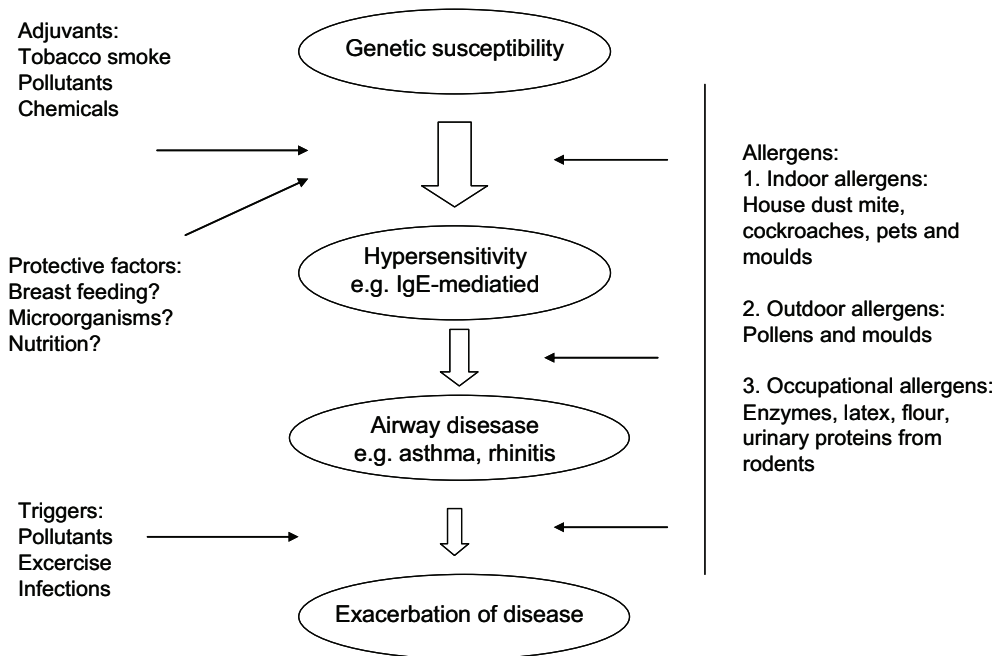 Adjuvants:
Tobacco smoke
Pollutants
Chemicals
Genetic susceptibility
Allergens:
1. Indoor allergens:
House dust mite,
cockroaches, pets and
moulds
2. Outdoor allergens:
Pollens and moulds
3. Occupational allergens:
Enzymes, latex, flour,
urinary proteins from
rodents
Protective factors:
Breast feeding?
Microorganisms?
Nutrition?
Hypersensitivity
e.g. IgE-mediatied
Airway disesase
e.g. asthma, rhinitis
Triggers:
Pollutants
Excercise
Infections
Exacerbation of disease